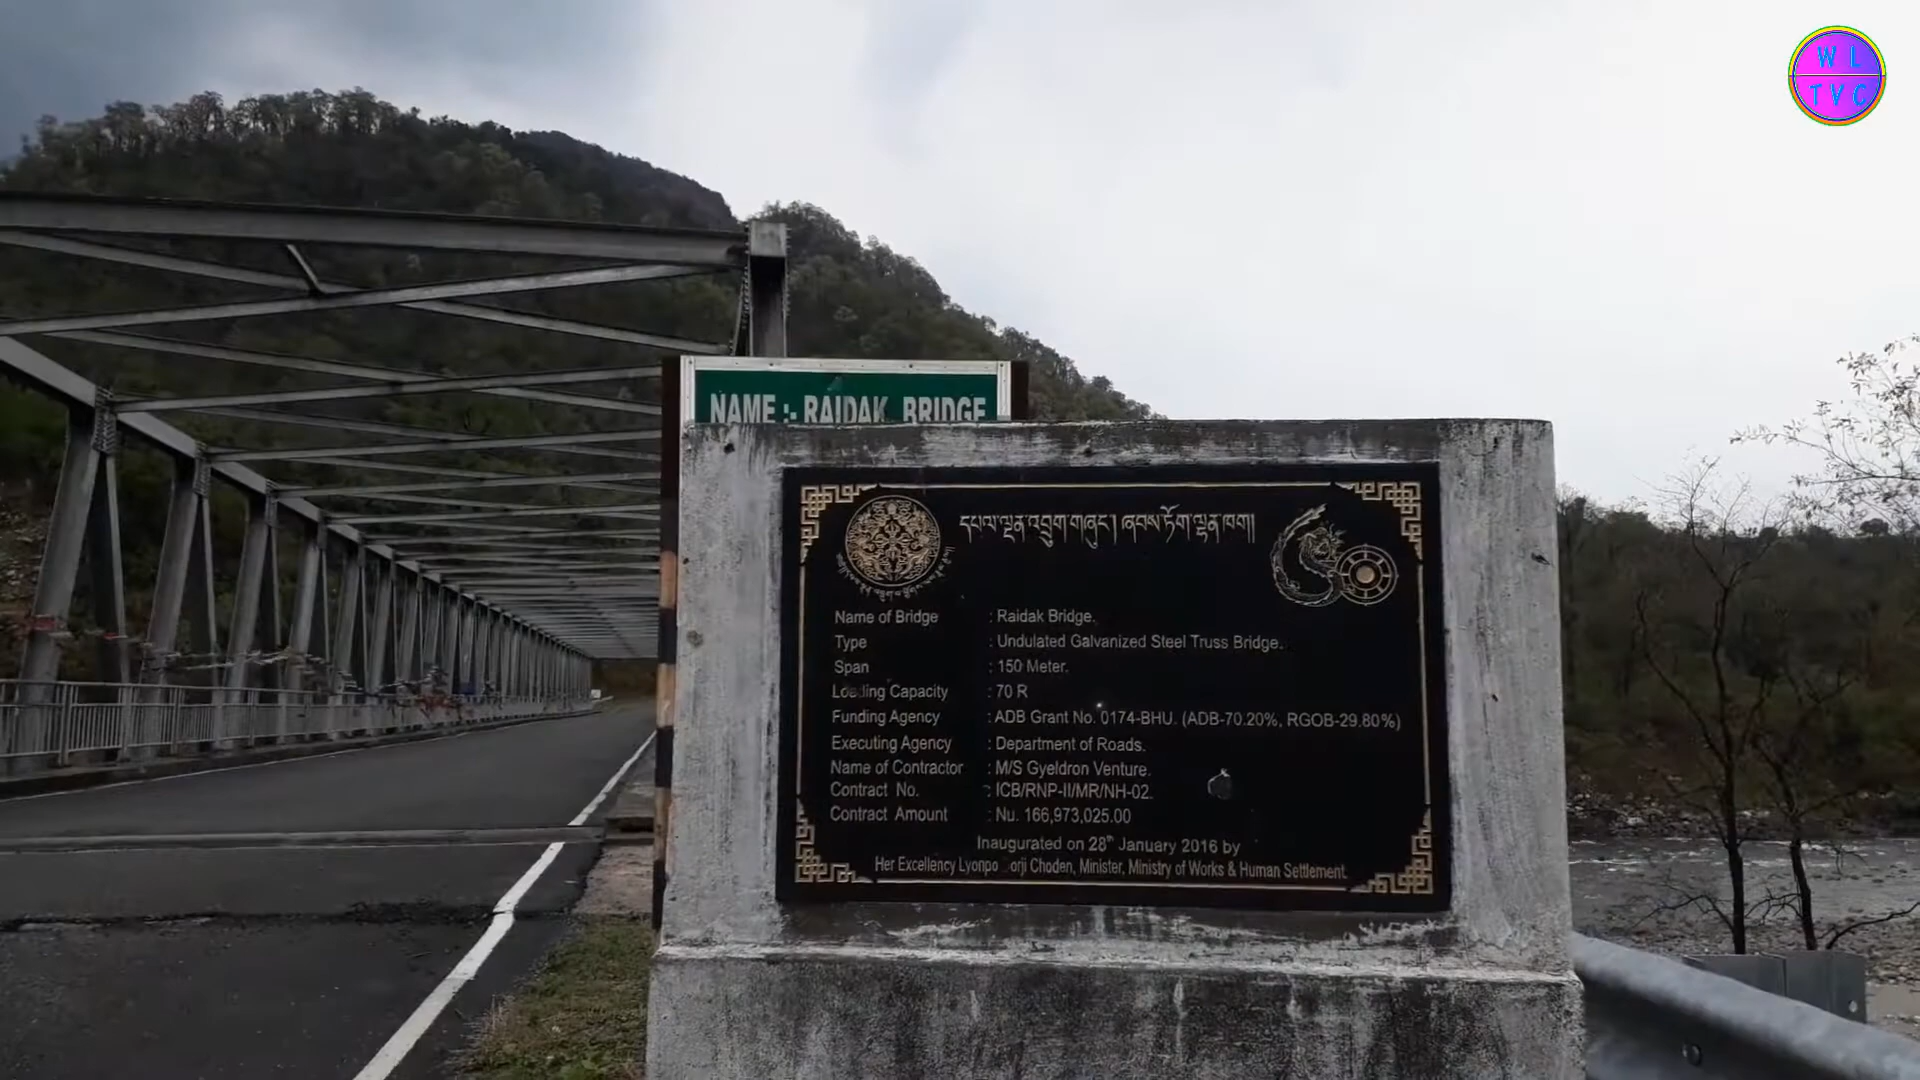 W L
TVC
NAME :- RAIDAK BRIDGE
དཔལ་ལྡན་འབྲུག་གཞུང་། ཞབས་ཏོག་ལྷན་ཁག།
Name of Bridge : Raidak Bridge.
Type : Undulated Galvanized Steel Truss Bridge.
Span : 150 Meter.
Loading Capacity : 70 R
Funding Agency : ADB Grant No. 0174-BHU. (ADB-70.20%, RGOB-29.80%)
Executing Agency : Department of Roads.
Name of Contractor : M/S Gyeldron Venture.
Contract No. : ICB/RNP-II/MR/NH-02.
Contract Amount : Nu. 166,973,025.00
Inaugurated on 28th January 2016 by
Her Excellency Lyonpo orji Choden, Minister, Ministry of Works & Human Settlement.